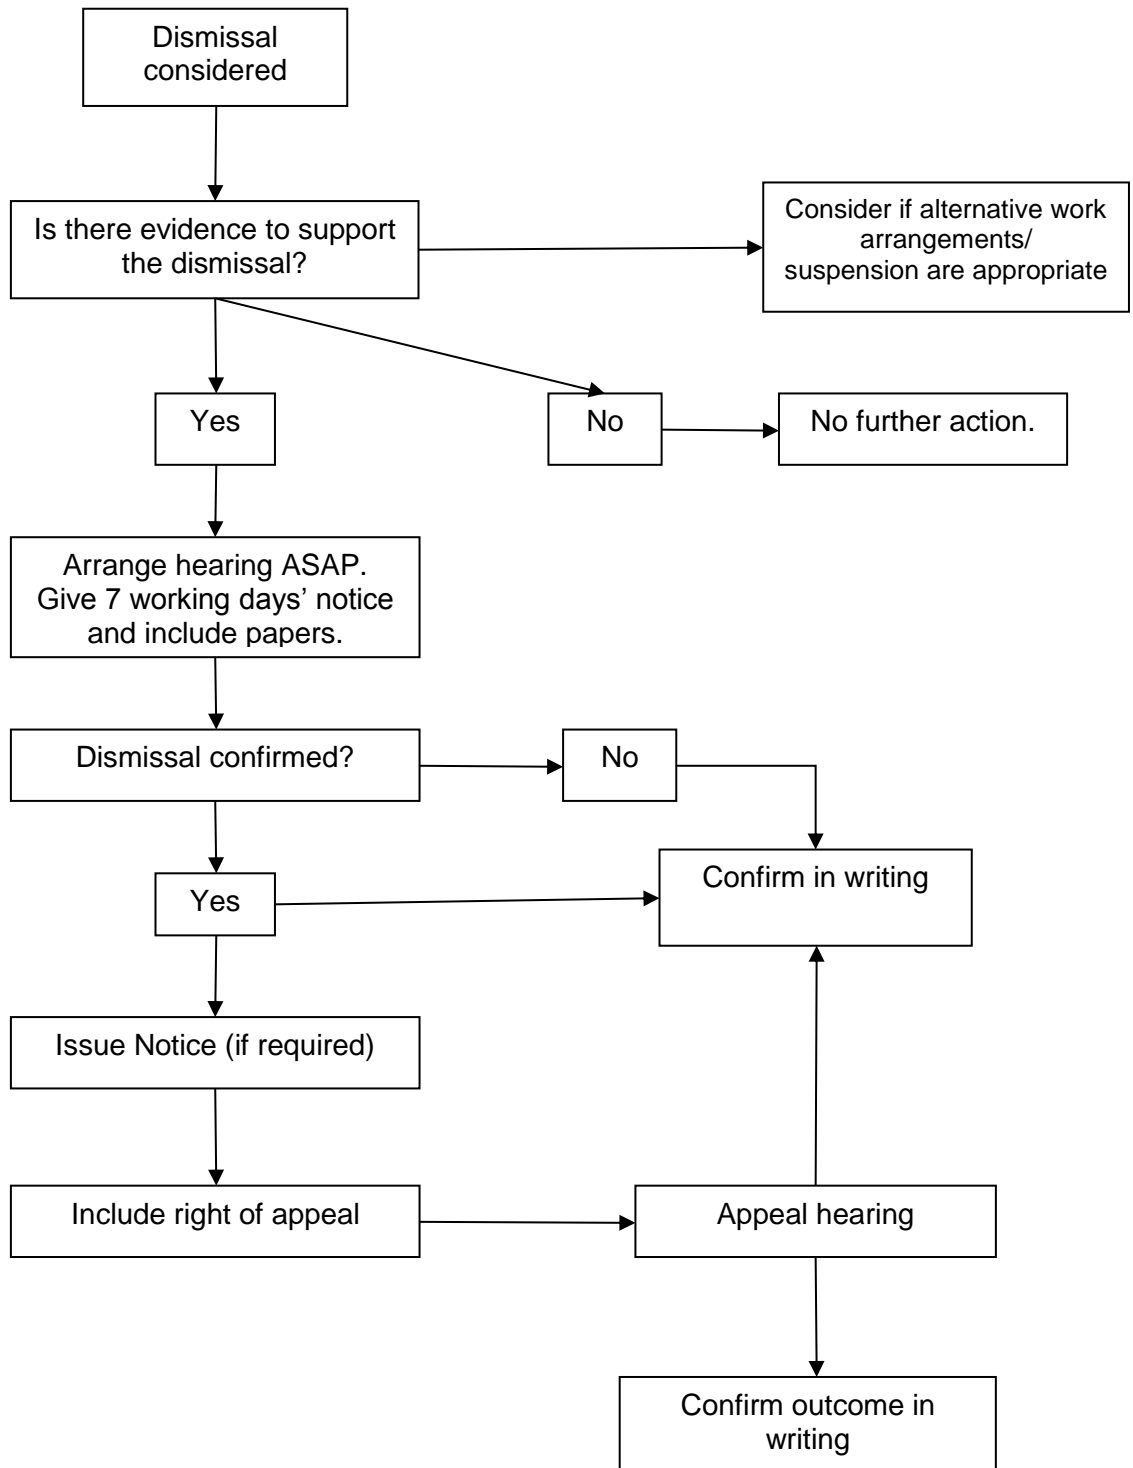 Dismissal
considered
Is there evidence to support
the dismissal?
Consider if alternative work
arrangements/
suspension are appropriate
Yes
No
No further action.
Arrange hearing ASAP.
Give 7 working days’ notice
and include papers.
Dismissal confirmed?
No
Confirm in writing
Yes
Issue Notice (if required)
Include right of appeal
Appeal hearing
Confirm outcome in
writing